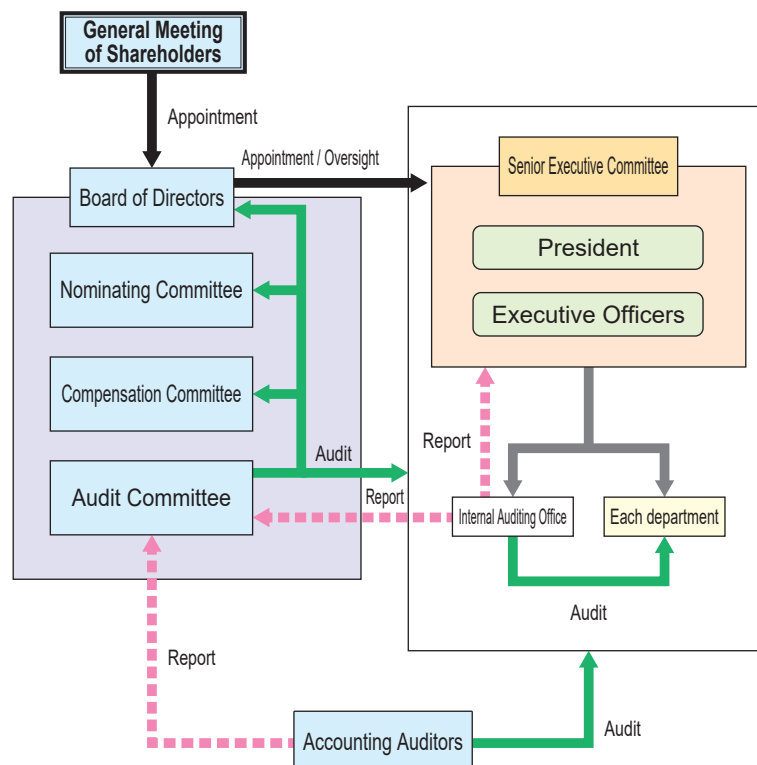 General Meeting
of Shareholders
Appointment
Appointment / Oversight
Board of Directors
Senior Executive Committee
President
Nominating Committee
Executive Officers
Compensation Committee
Report
Audit
Audit Committee
Report
Internal Auditing Office
Each department
Audit
Report
Accounting Auditors
Audit